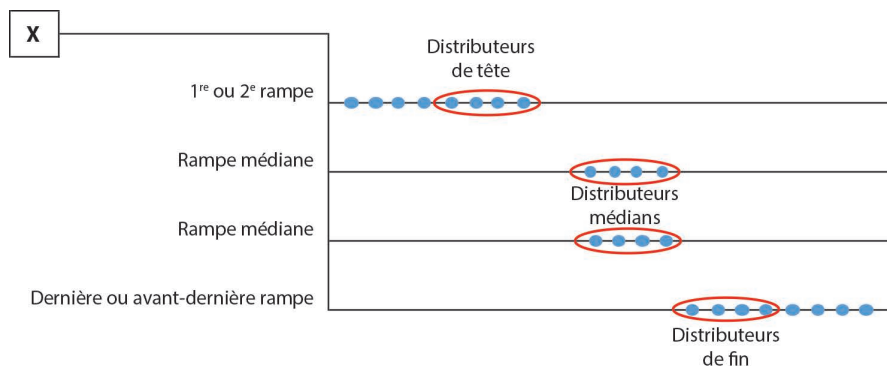 X
Distributeurs
de tête
1re ou 2e rampe
Rampe médiane
Distributeurs
médians
Rampe médiane
Dernière ou avant-dernière rampe
Distributeurs
de fin